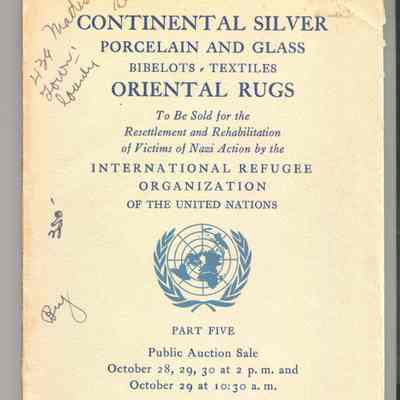 CONTINENTAL SILVER
PORCELAIN AND GLASS
BIBELOTS , TEXTILES
ORIENTAL RUGS
To Be Sold for the
Resettlement and Rehabilitation
of Victims of Nazi Action by the
INTERNATIONAL REFUGEE
ORGANIZATION
OF THE UNITED NATIONS
PART FIVE
Public Auction Sale
October 28, 29, 30 at 2 p. m. and
October 29 at 10:30 a. m.
434